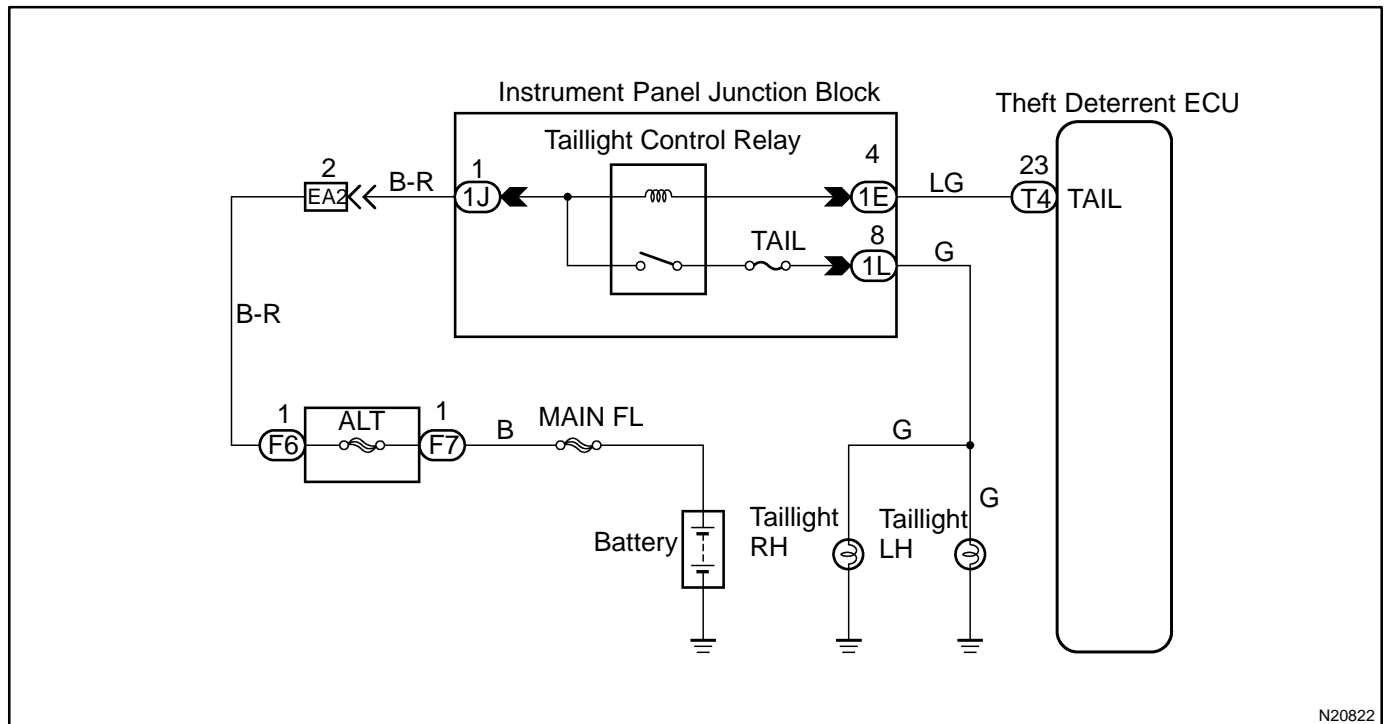 Instrument Panel Junction Block
Theft Deterrent ECU
Taillight Control Relay
2
EA2
B-R
1
1J
4
1E
LG
23
T4
TAIL
TAIL
8
1L
G
B-R
1
F6
ALT
1
F7
B
MAIN FL
G
G
Battery
Taillight
RH
Taillight
LH
N20822